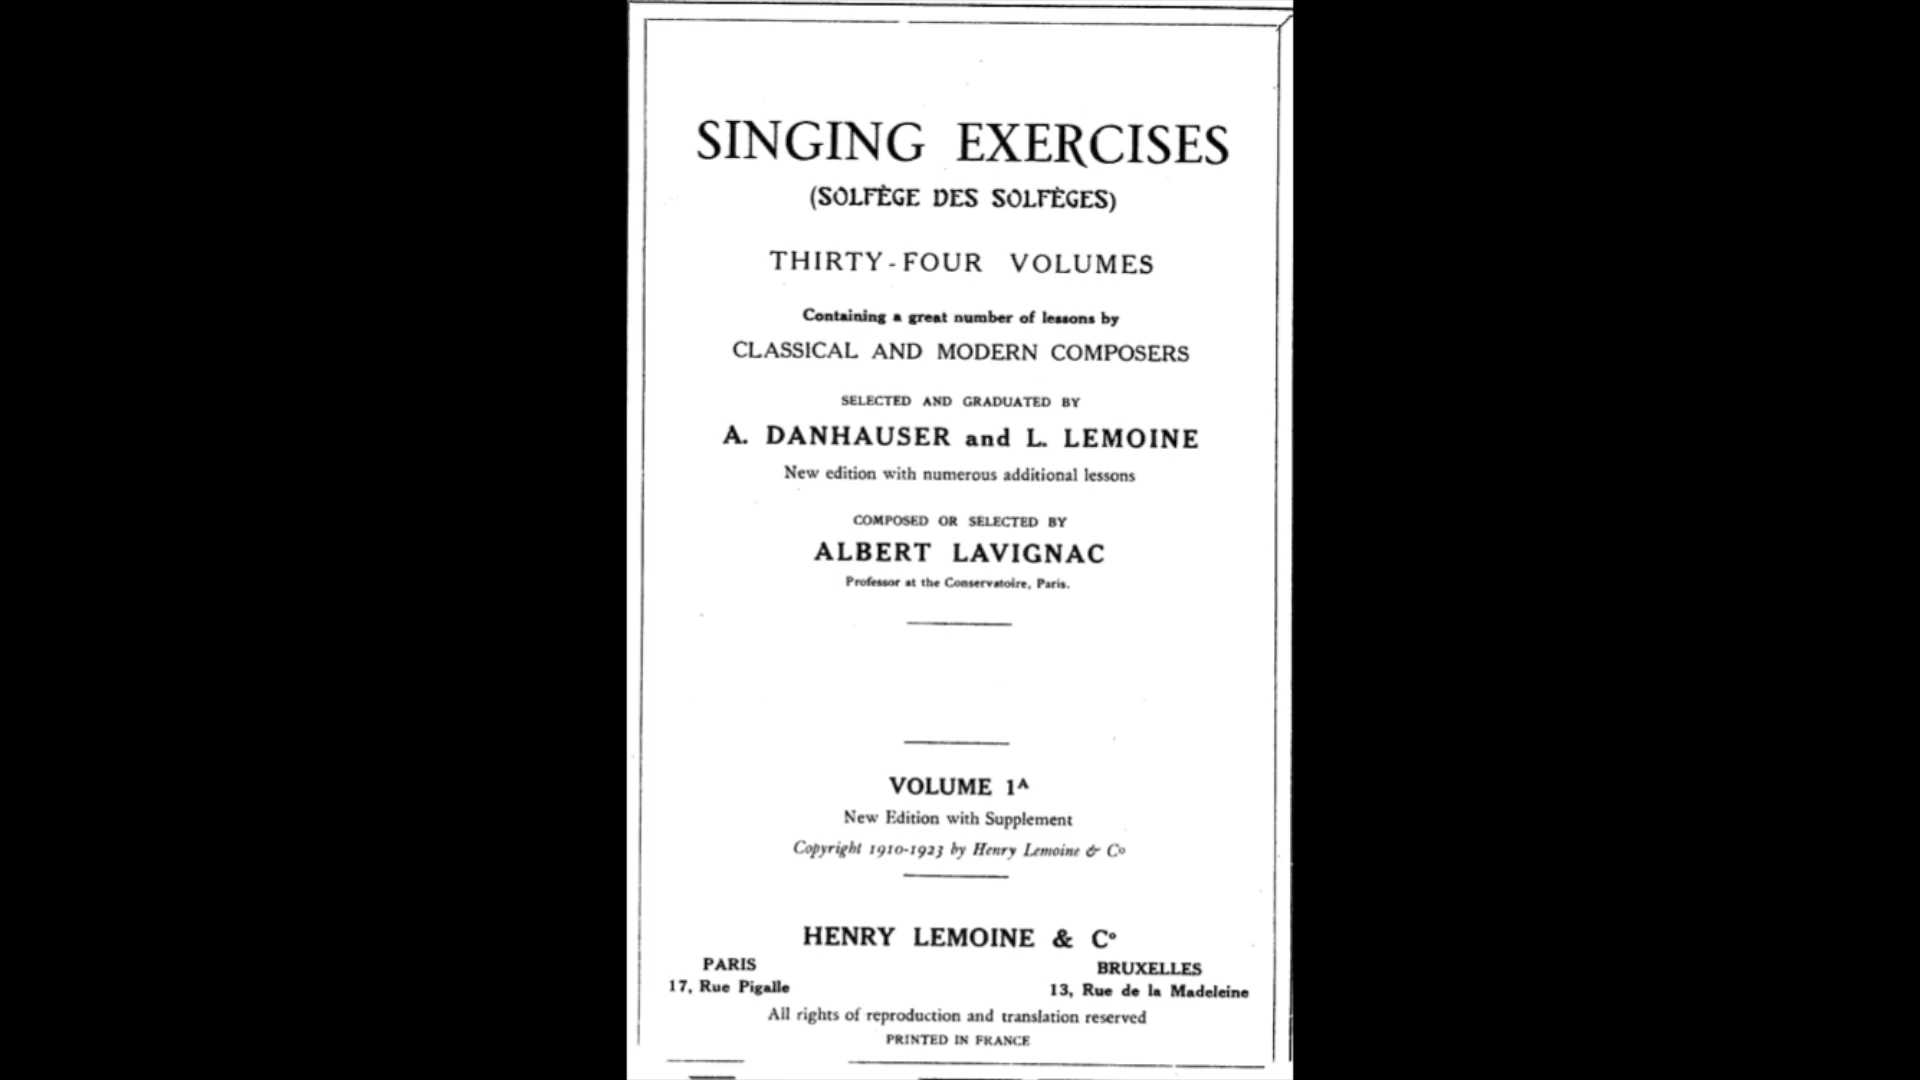 SINGING EXERCISES
(SOLFÈGE DES SOLFÈGES)
THIRTY-FOUR VOLUMES
Containing a great number of lessons by
CLASSICAL AND MODERN COMPOSERS
SELECTED AND GRADUATED BY
A. DANHAUSER and L. LEMOINE
New edition with numerous additional lessons
COMPOSED OR SELECTED BY
ALBERT LAVIGNAC
Professor at the Conservatoire, Paris.
VOLUME 1ᴬ
New Edition with Supplement
Copyright 1910-1923 by Henry Lemoine & Cº
HENRY LEMOINE & Cº
PARIS
17, Rue Pigalle
BRUXELLES
13, Rue de la Madeleine
All rights of reproduction and translation reserved
PRINTED IN FRANCE